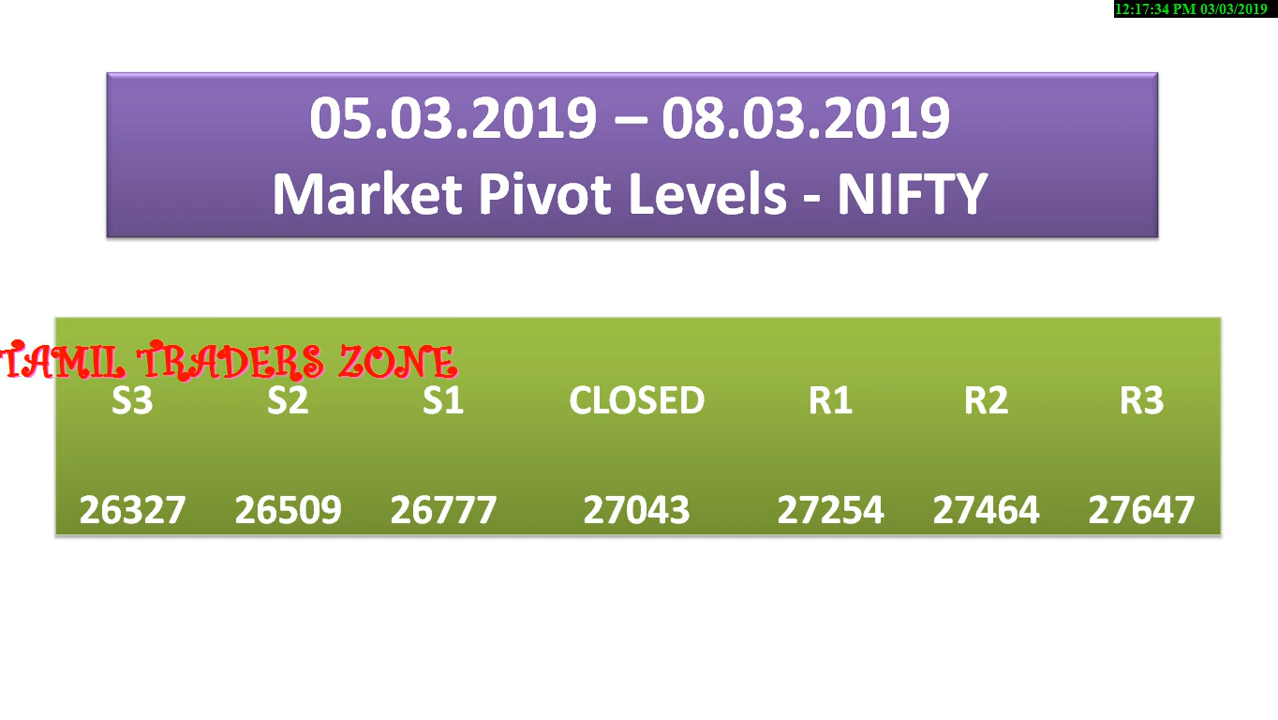 12:17:34 PM 03/03/2019
05.03.2019 – 08.03.2019
Market Pivot Levels - NIFTY
TAMIL TRADERS ZONE
S3 S2 S1 CLOSED R1 R2 R3
26327 26509 26777 27043 27254 27464 27647